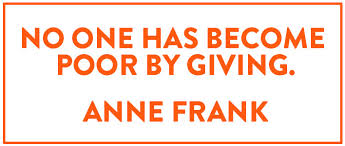 NO ONE HAS BECOME
POOR BY GIVING.
ANNE FRANK